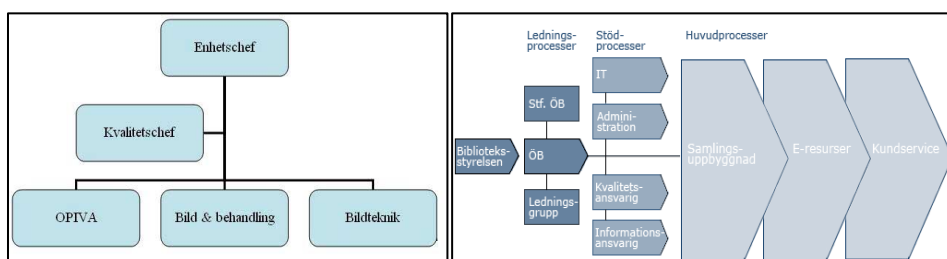 Enhetschef
Kvalitetschef
OPIVA
Bild & behandling
Bildteknik
Lednings-
processer
Stöd-
processer
Huvudprocesser
Biblioteks-
styrelsen
Stf. ÖB
ÖB
Lednings-
grupp
IT
Admini-
stration
Kvalitets-
ansvarig
Informations-
ansvarig
Samlings-
uppbyggnad
E-resurser
Kundservice